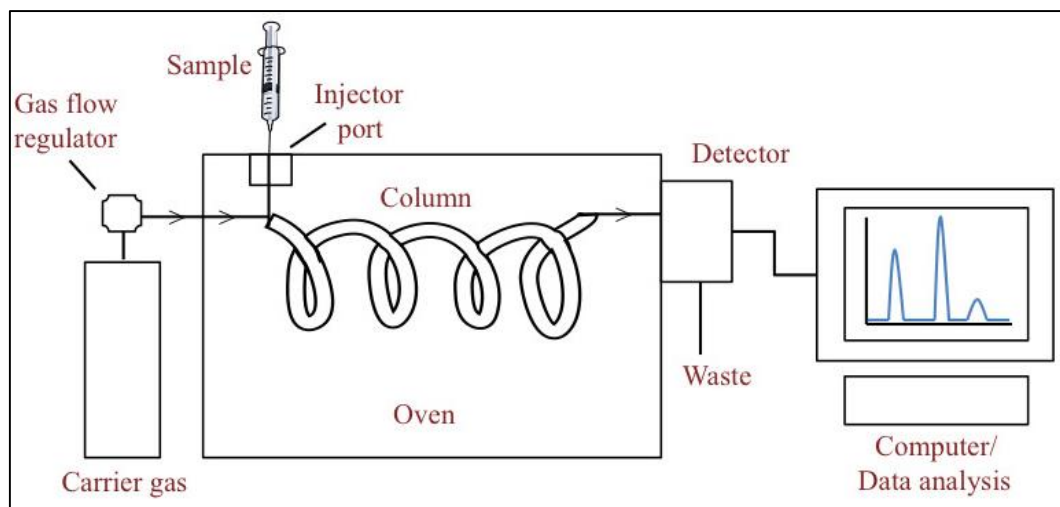 Sample
Gas flow
regulator
Injector
port
Column
Detector
Oven
Waste
Carrier gas
Computer/
Data analysis